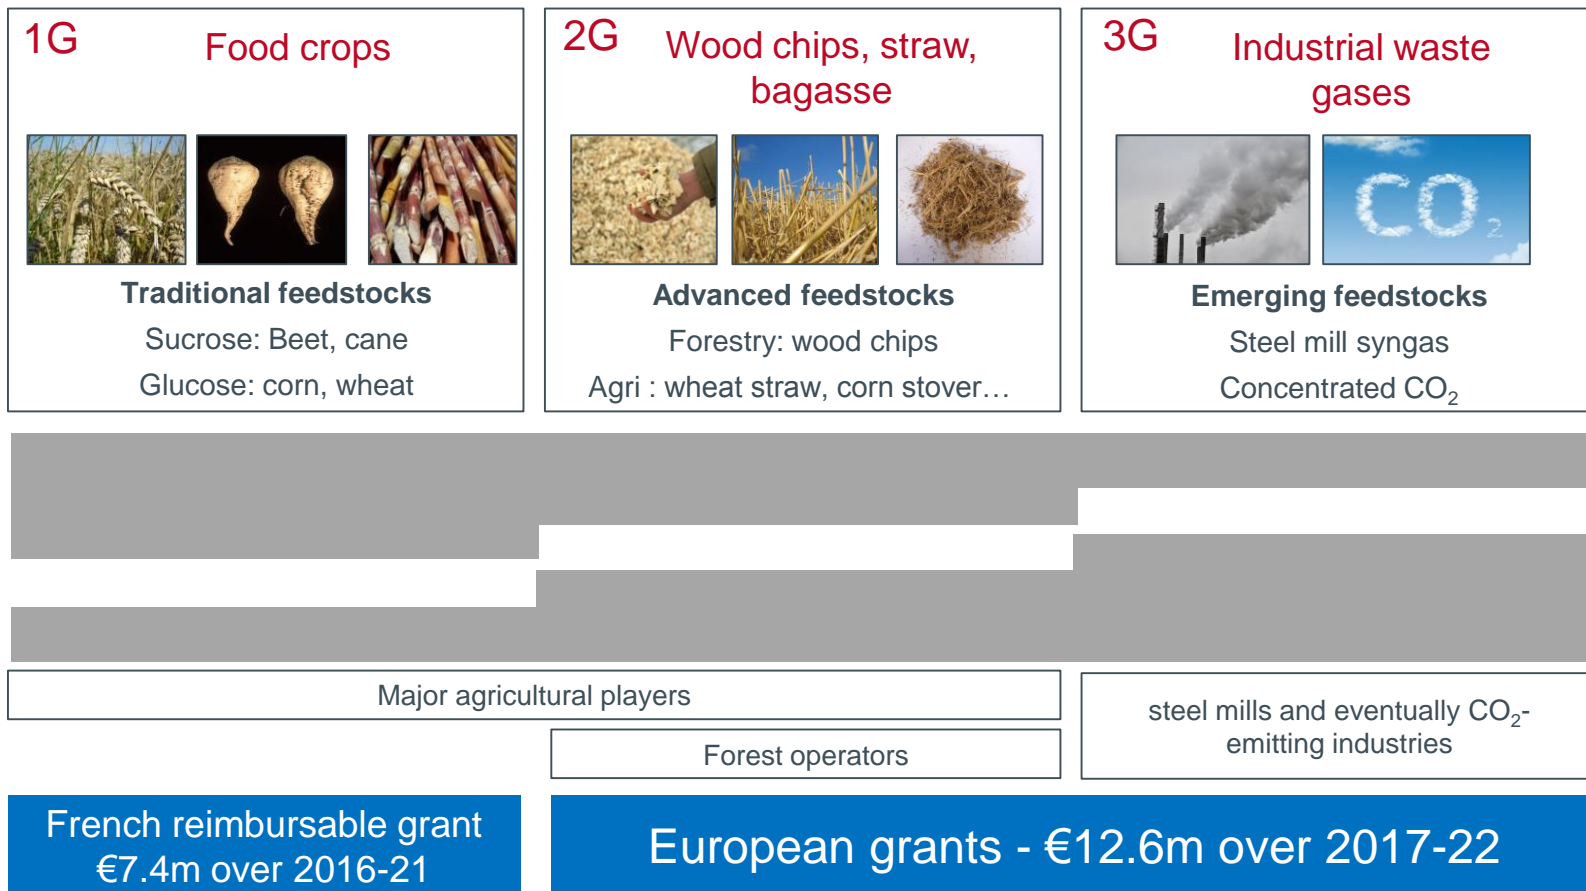 1G
Food crops
Traditional feedstocks
Sucrose: Beet, cane
Glucose: corn, wheat
2G
Wood chips, straw,
bagasse
Advanced feedstocks
Forestry: wood chips
Agri : wheat straw, corn stover…
3G
Industrial waste
gases
CO₂
Emerging feedstocks
Steel mill syngas
Concentrated CO₂
Major agricultural players
Forest operators
steel mills and eventually CO₂-
emitting industries
French reimbursable grant
€7.4m over 2016-21
European grants - €12.6m over 2017-22